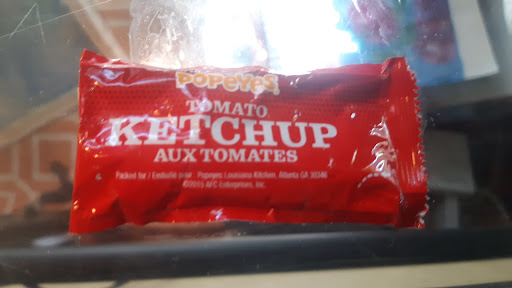 POPEYES
TOMATO
KETCHUP
AUX TOMATES
Packed for / Emballé pour Popeyes Louisiana Kitchen, Atlanta GA 30346
©2015 AFC Enterprises, Inc.